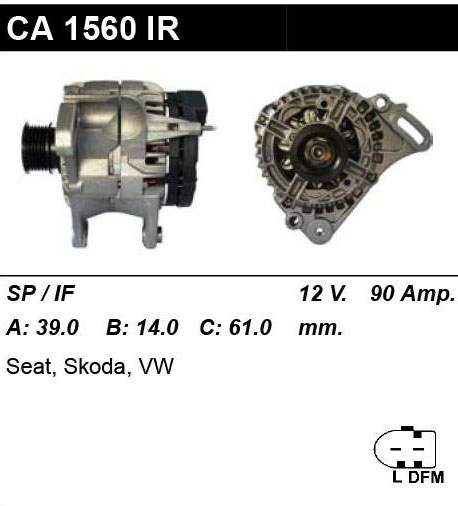 CA 1560 IR
SP / IF 12 V. 90 Amp.
A: 39.0 B: 14.0 C: 61.0 mm.
Seat, Skoda, VW
L DFM